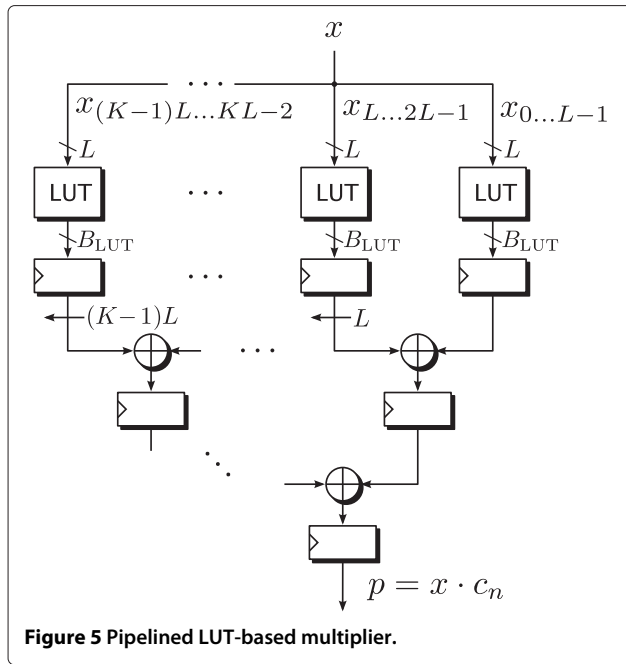 x
x_{(K−1)L...KL−2} ... x_{L...2L−1} x_{0...L−1}
L L L
LUT ... LUT LUT
B_{LUT} B_{LUT} B_{LUT}
...
(K−1)L L
...
...
p = x · c_n
Figure 5 Pipelined LUT-based multiplier.